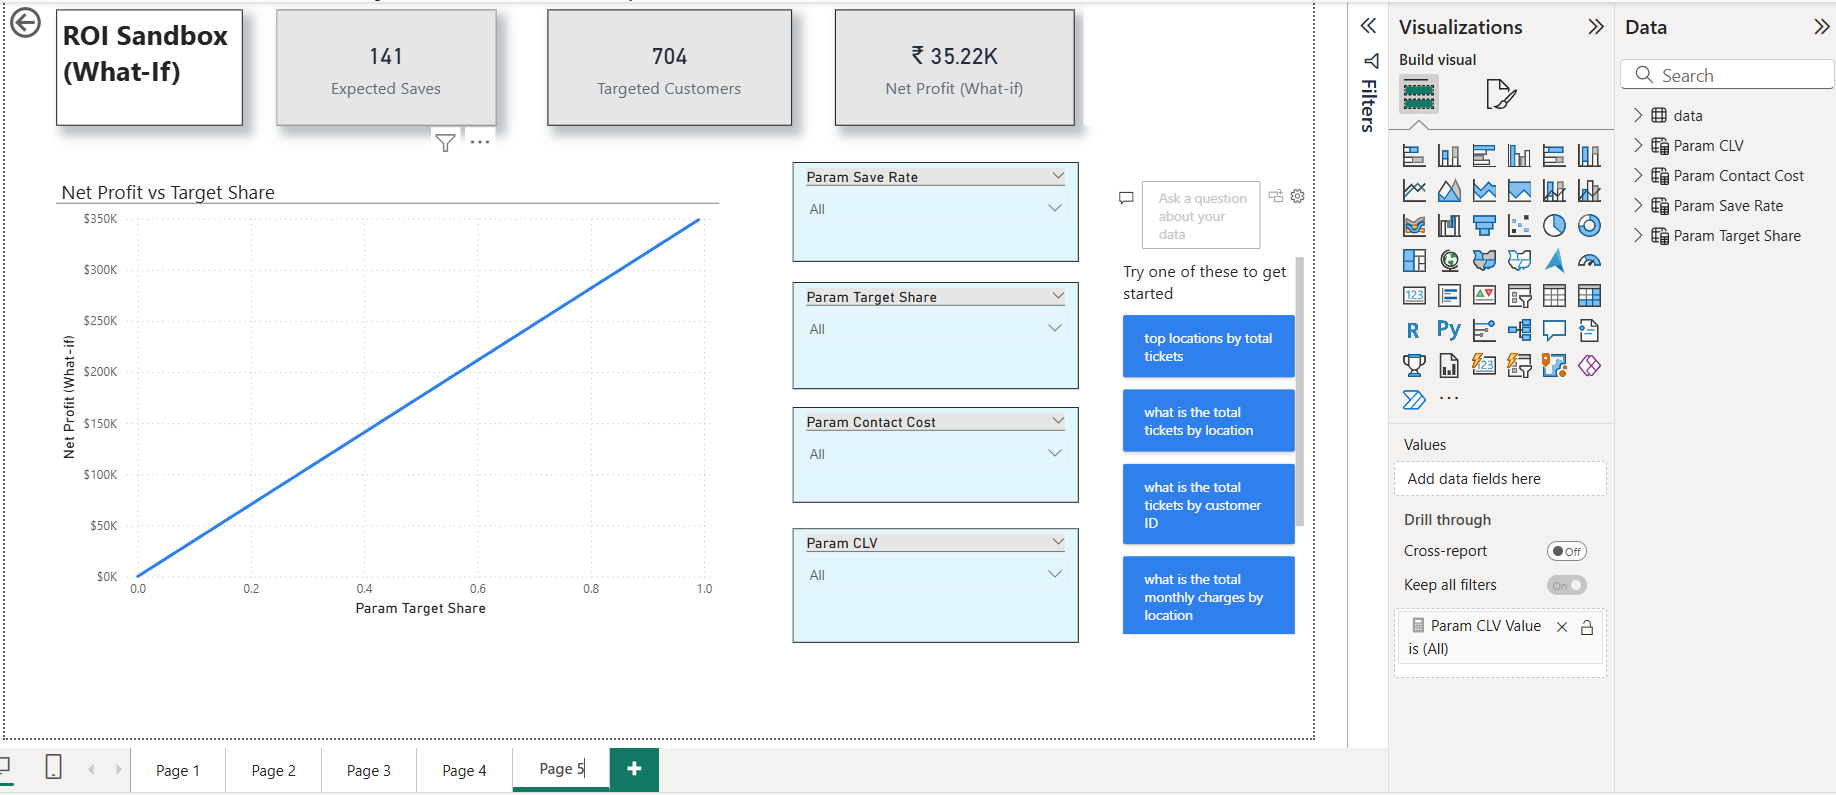 ROI Sandbox
(What-If)
141
Expected Saves
704
Targeted Customers
₹ 35.22K
Net Profit (What-if)
Net Profit vs Target Share
$350K
$300K
$250K
$200K
$150K
$100K
$50K
$0K
Net Profit (What-if)
0.0
0.2
0.4
0.6
0.8
1.0
Param Target Share
Param Save Rate
All
Param Target Share
All
Param Contact Cost
All
Param CLV
All
Ask a question
about your
data
Try one of these to get
started
top locations by total
tickets
what is the total
tickets by location
what is the total
tickets by customer
ID
what is the total
monthly charges by
location
Filters
Visualizations
Build visual
123
R
Py
123
Values
Add data fields here
Drill through
Cross-report
Off
Keep all filters
On
Param CLV Value
is (All)
Data
Search
data
Param CLV
Param Contact Cost
Param Save Rate
Param Target Share
Page 1
Page 2
Page 3
Page 4
Page 5